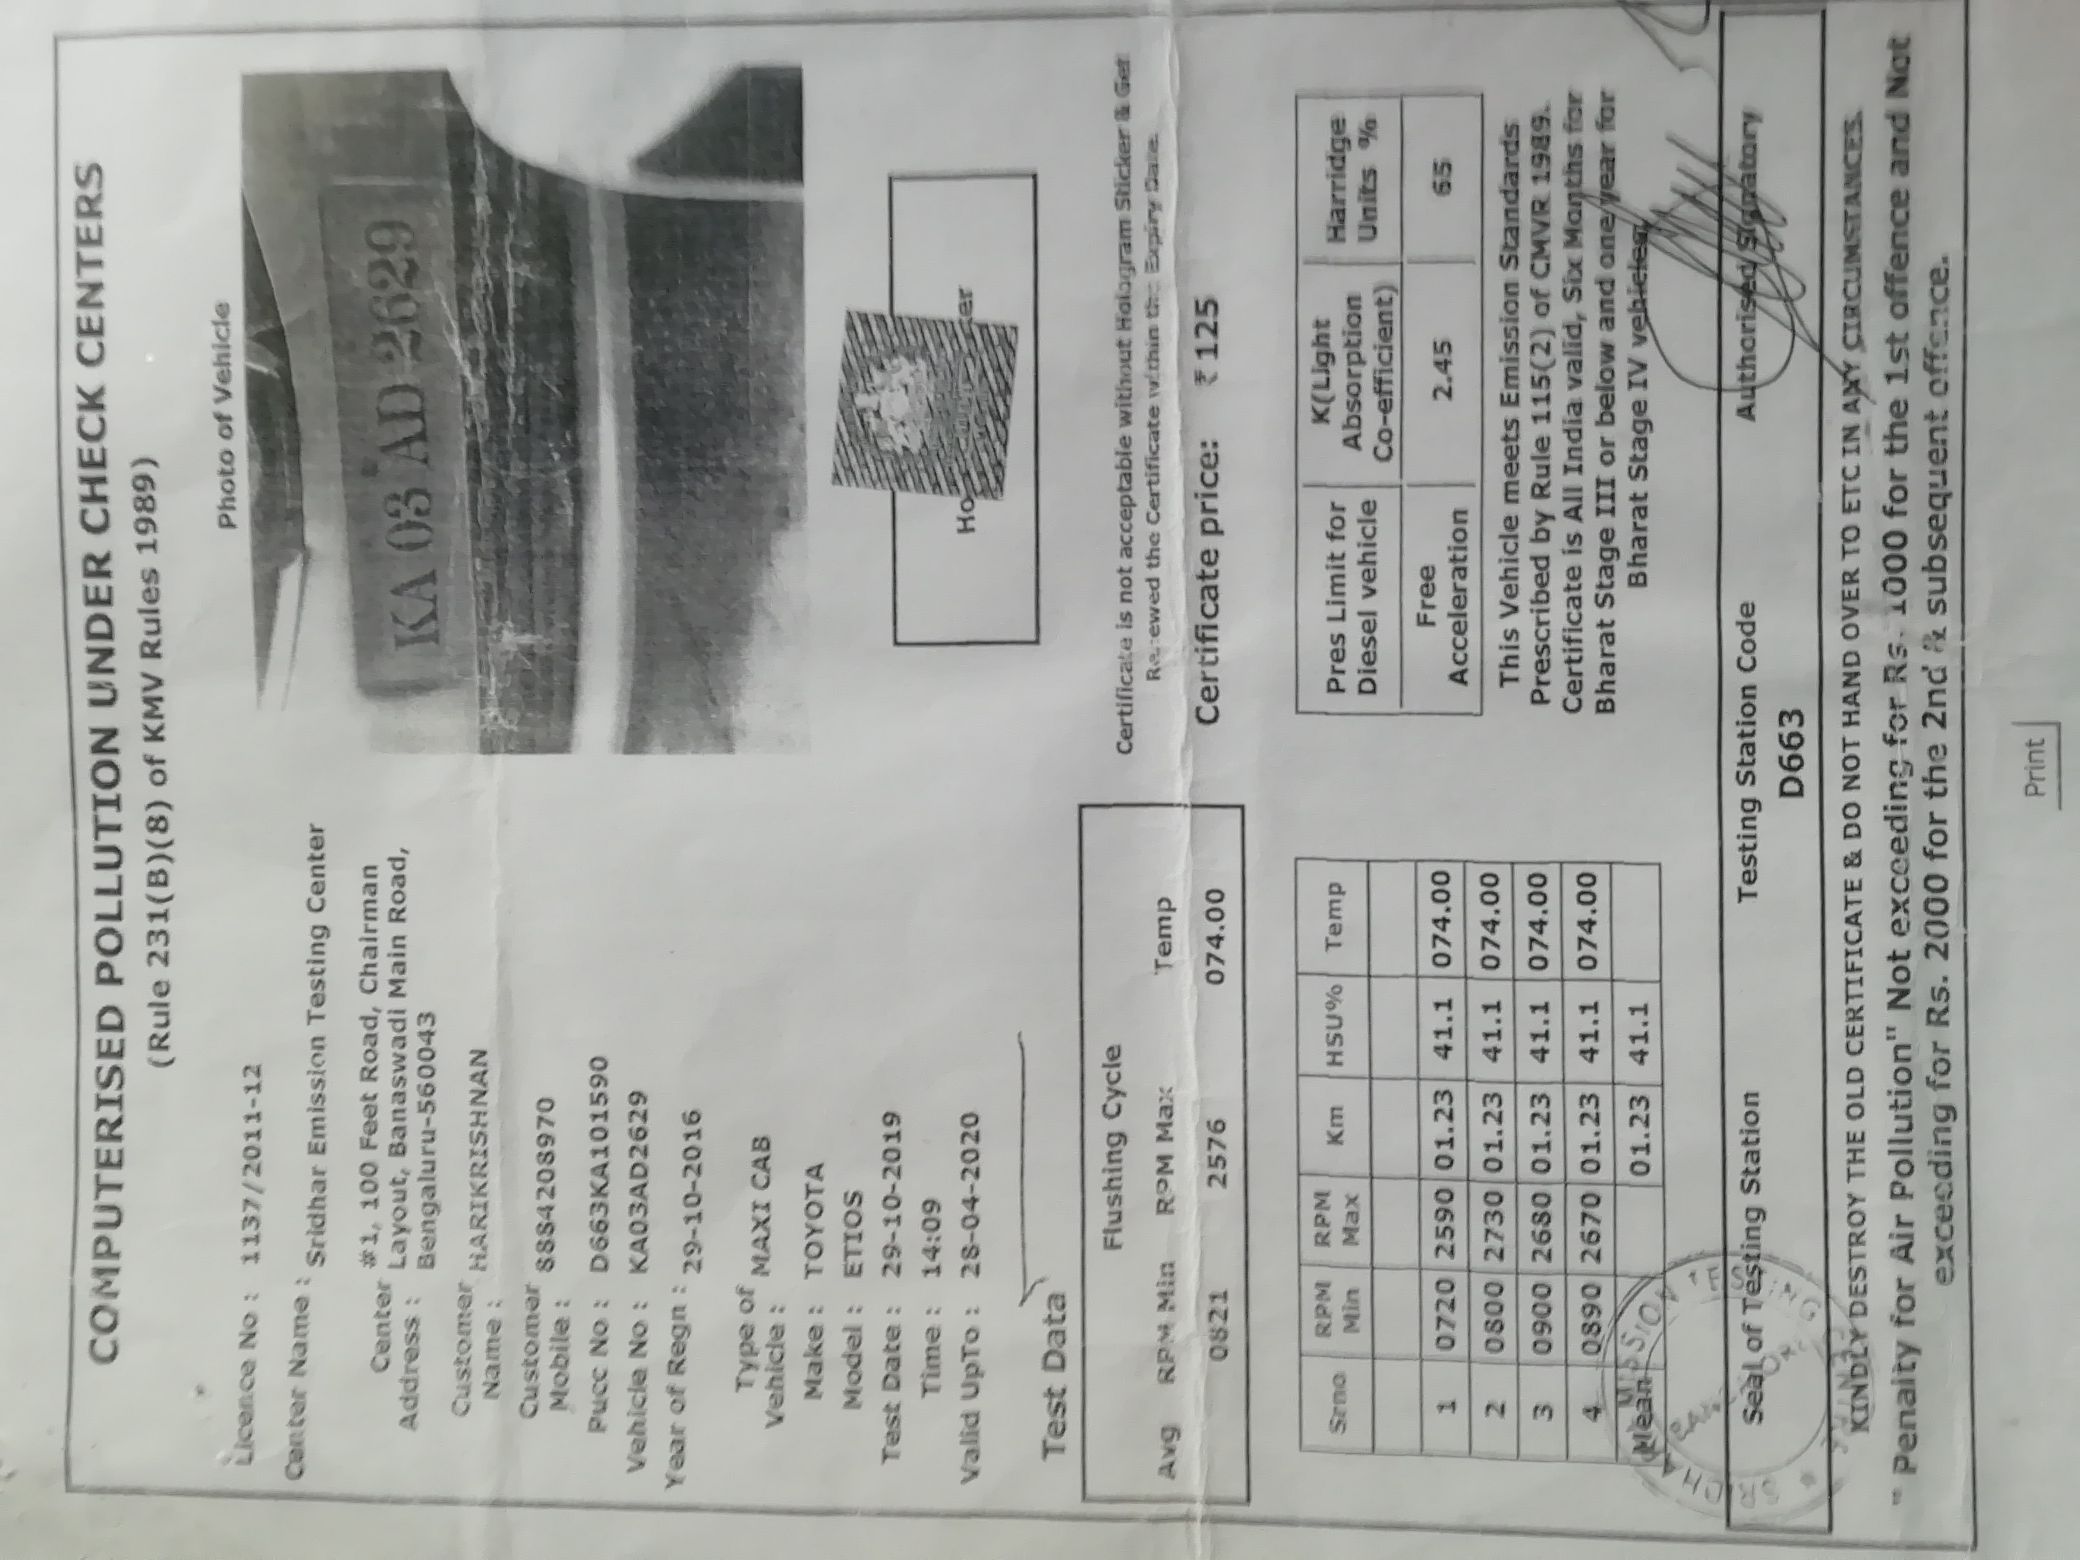 COMPUTERISED POLLUTION UNDER CHECK CENTERS
(Rule 231(B)(8) of KMV Rules 1989)
Licence No : 1137/2011-12
Center Name : Sridhar Emission Testing Center
Center Address : #1, 100 Feet Road, Chairman
Layout, Banaswadi Main Road,
Bengaluru-560043
Customer Name : HARIKRISHNAN
Customer Mobile : 8884208970
Pucc No : D663KA101590
Vehicle No : KA03AD2629
Year of Regn : 29-10-2016
Type of Vehicle : MAXI CAB
Make : TOYOTA
Model : ETIOS
Test Date : 29-10-2019
Time : 14:09
Valid UpTo : 28-04-2020
Photo of Vehicle
KA 03 AD 2629
Ho er
Certificate is not acceptable without Hologram Sticker & Get
Renewed the Certificate within the Expiry Date.
Certificate price: ₹ 125
Test Data
Flushing Cycle
Avg RPM Min RPM Max Temp
0821 2576 074.00
Srno RPM Min RPM Max Km HSU% Temp
1 0720 2590 01.23 41.1 074.00
2 0800 2730 01.23 41.1 074.00
3 0900 2680 01.23 41.1 074.00
4 0890 2670 01.23 41.1 074.00
Mean 01.23 41.1
Pres Limit for Diesel vehicle K(Light Absorption Co-efficient) Harridge Units %
Free Acceleration 2.45 65
This Vehicle meets Emission Standards
Prescribed by Rule 115(2) of CMVR 1989.
Certificate is All India valid, Six Months for
Bharat Stage III or below and one year for
Bharat Stage IV vehicles.
Seal of Testing Station Testing Station Code Authorised Signatory
D663
KINDLY DESTROY THE OLD CERTIFICATE & DO NOT HAND OVER TO ETC IN ANY CIRCUMSTANCES.
" Penalty for Air Pollution" Not exceeding for Rs. 1000 for the 1st offence and Not
exceeding for Rs. 2000 for the 2nd & subsequent offence.
Print